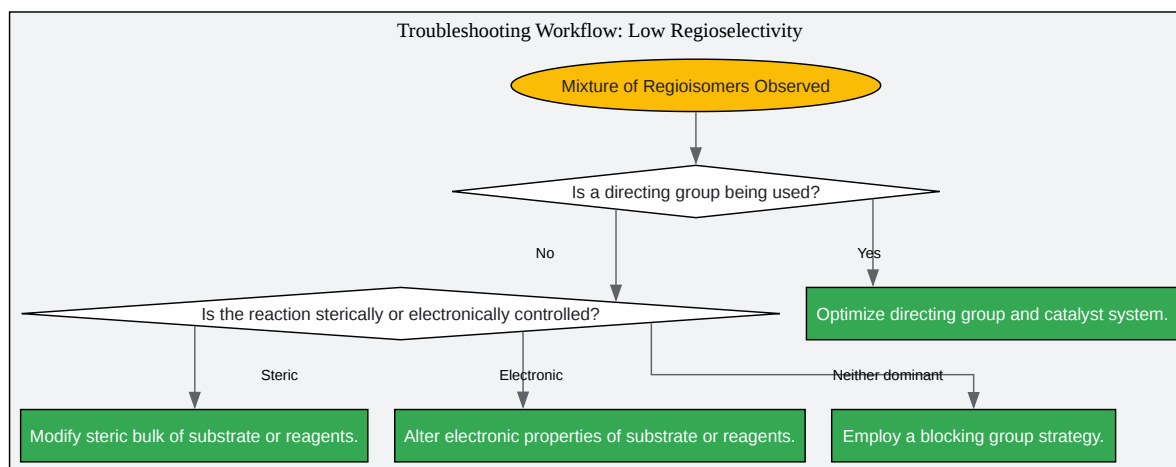 Troubleshooting Workflow: Low Regioselectivity
Mixture of Regioisomers Observed
Is a directing group being used?
No
Yes
Is the reaction sterically or electronically controlled?
Optimize directing group and catalyst system.
Steric
Electronic
Neither dominant
Modify steric bulk of substrate or reagents.
Alter electronic properties of substrate or reagents.
Employ a blocking group strategy.